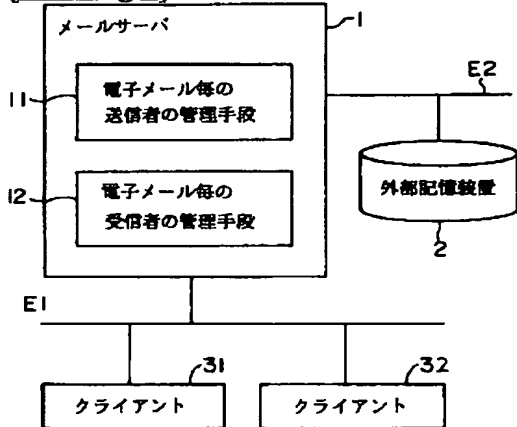 メールサーバ
1
11
電子メール毎の
送信者の管理手段
E2
12
電子メール毎の
受信者の管理手段
外部記憶装置
2
E1
31
32
クライアント
クライアント